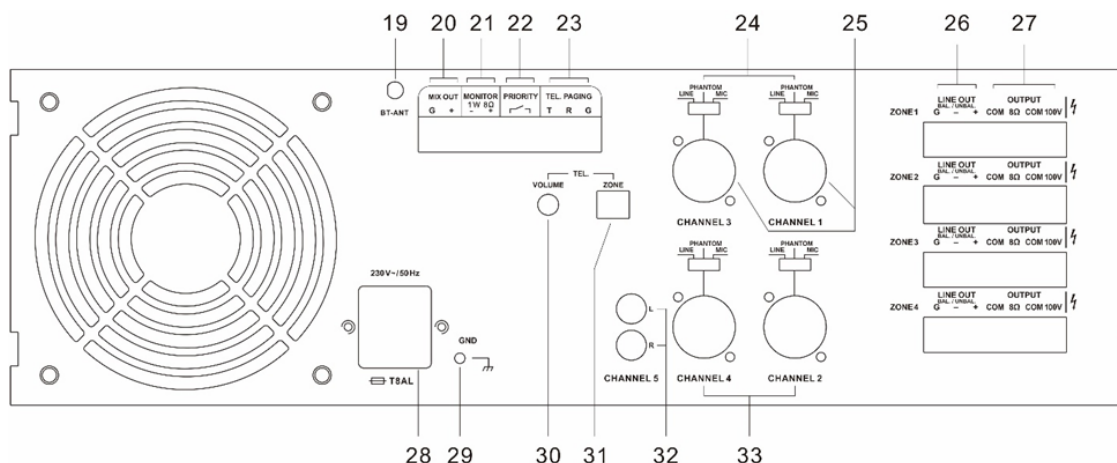 19 20 21 22 23 24 25 26 27
BT-ANT
MIX OUT
G +
MONITOR
1W 8Ω
- +
PRIORITY
TEL. PAGING
T R G
TEL.
VOLUME
ZONE
LINE PHANTOM MIC
LINE PHANTOM MIC
CHANNEL 3
CHANNEL 1
LINE PHANTOM MIC
LINE PHANTOM MIC
L
R
CHANNEL 5
CHANNEL 4
CHANNEL 2
230V~/50Hz
T8AL
GND
ZONE1
LINE OUT
BAL. / UNBAL.
G - +
OUTPUT
COM 8Ω COM 100V
ZONE2
LINE OUT
BAL. / UNBAL.
G - +
OUTPUT
COM 8Ω COM 100V
ZONE3
LINE OUT
BAL. / UNBAL.
G - +
OUTPUT
COM 8Ω COM 100V
ZONE4
LINE OUT
BAL. / UNBAL.
G - +
OUTPUT
COM 8Ω COM 100V
28 29 30 31 32 33